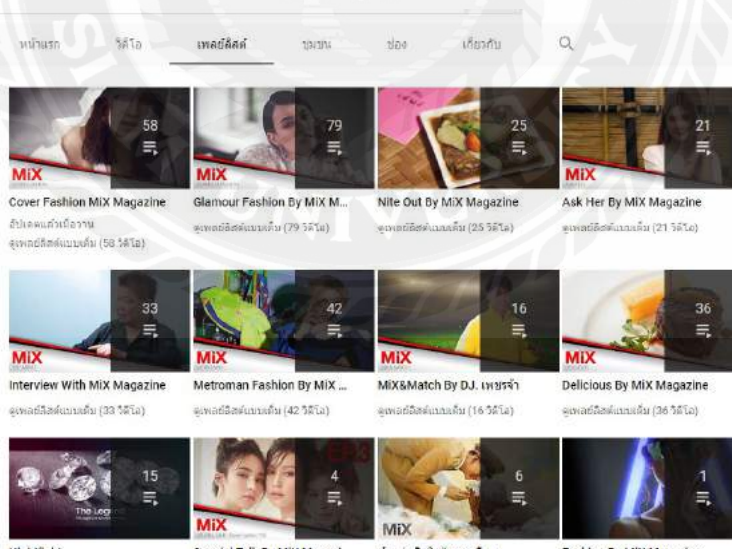 หน้าแรก วิดีโอ เพลย์ลิสต์ ชุมชน ช่อง เกี่ยวกับ
58 79 25 21
MiX MiX MiX
Cover Fashion MiX Magazine
Glamour Fashion By MiX M...
Nite Out By MiX Magazine
Ask Her By MiX Magazine
อัปเดตแล้วเมื่อวาน
ดูเพลย์ลิสต์แบบเต็ม (58 วิดีโอ)
ดูเพลย์ลิสต์แบบเต็ม (79 วิดีโอ)
ดูเพลย์ลิสต์แบบเต็ม (25 วิดีโอ)
ดูเพลย์ลิสต์แบบเต็ม (21 วิดีโอ)
33 42 16 36
MiX MiX MiX MiX
Interview With MiX Magazine
Metroman Fashion By MiX ...
MiX&Match By DJ. เพชรจ้า
Delicious By MiX Magazine
ดูเพลย์ลิสต์แบบเต็ม (33 วิดีโอ)
ดูเพลย์ลิสต์แบบเต็ม (42 วิดีโอ)
ดูเพลย์ลิสต์แบบเต็ม (16 วิดีโอ)
ดูเพลย์ลิสต์แบบเต็ม (36 วิดีโอ)
EP3
15 4 6 1
The Legend
MiX MiX